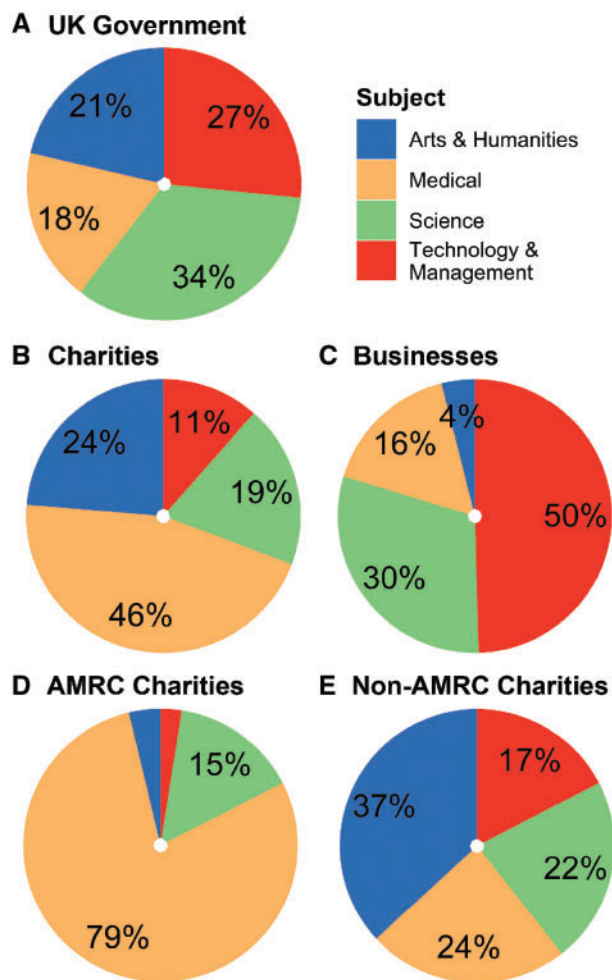 A UK Government
21%
27%
18%
34%
Subject
Arts & Humanities
Medical
Science
Technology &
Management
B Charities
24%
11%
19%
46%
C Businesses
4%
16%
50%
30%
D AMRC Charities
15%
79%
E Non-AMRC Charities
17%
37%
22%
24%